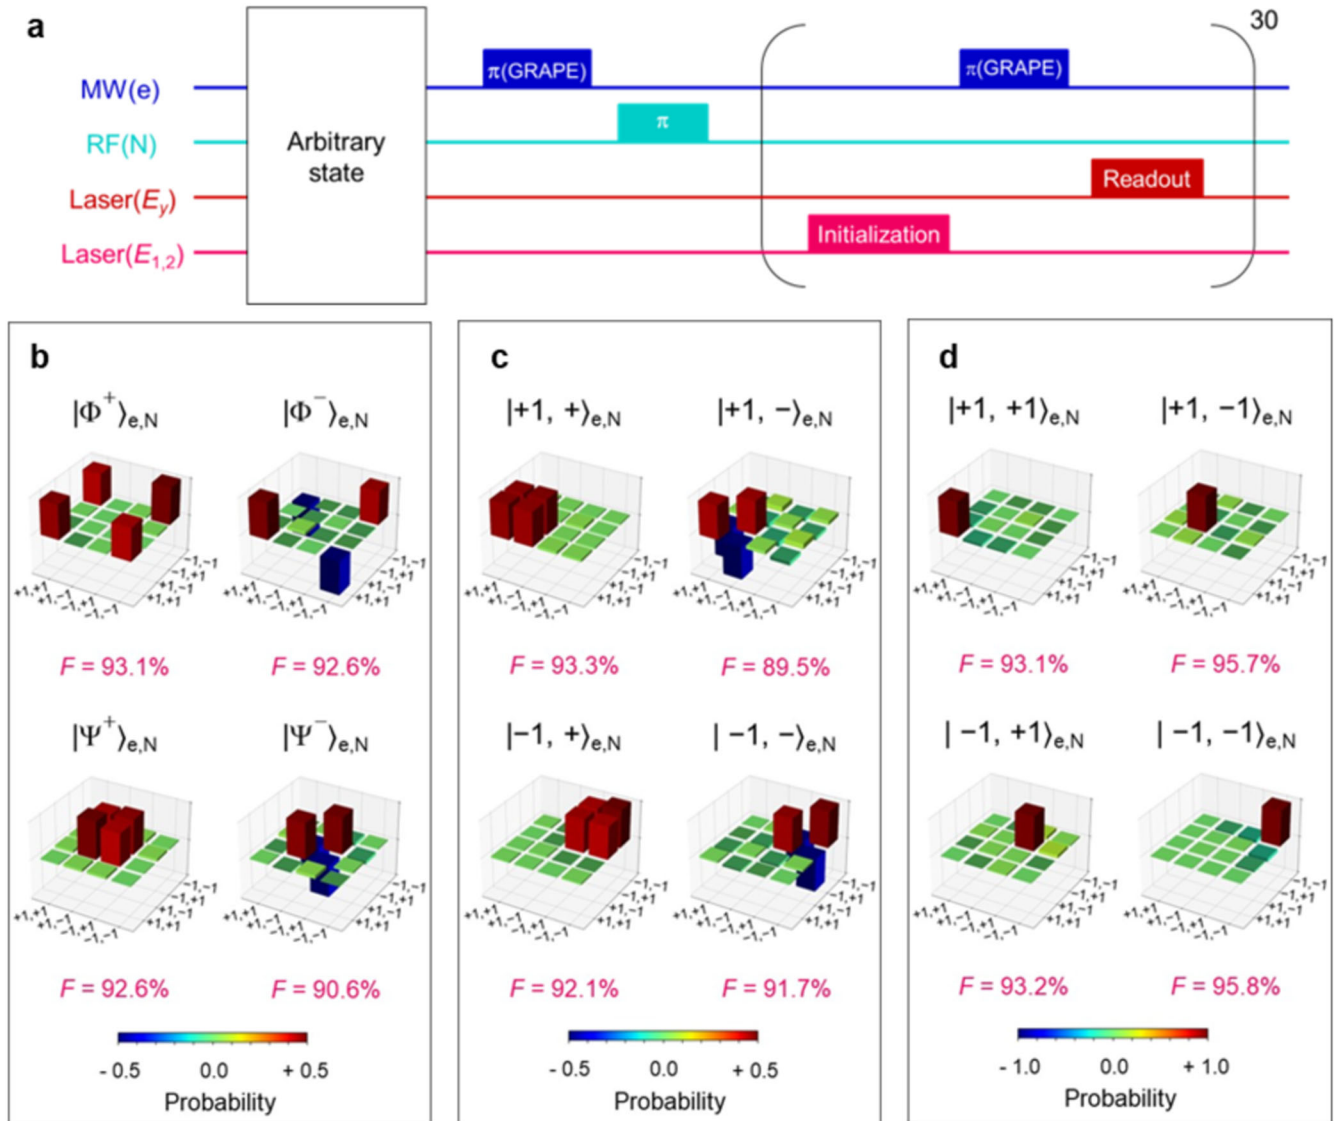 a
30
MW(e)
π(GRAPE)
π(GRAPE)
RF(N)
π
Arbitrary
state
Laser(Ey)
Readout
Laser(E1,2)
Initialization
b
|Φ+⟩e,N |Φ−⟩e,N
F = 93.1% F = 92.6%
|Ψ+⟩e,N |Ψ−⟩e,N
F = 92.6% F = 90.6%
- 0.5 0.0 + 0.5
Probability
c
|+1, +⟩e,N |+1, −⟩e,N
F = 93.3% F = 89.5%
|−1, +⟩e,N | −1, −⟩e,N
F = 92.1% F = 91.7%
- 0.5 0.0 + 0.5
Probability
d
|+1, +1⟩e,N |+1, −1⟩e,N
F = 93.1% F = 95.7%
| −1, +1⟩e,N | −1, −1⟩e,N
F = 93.2% F = 95.8%
- 1.0 0.0 + 1.0
Probability